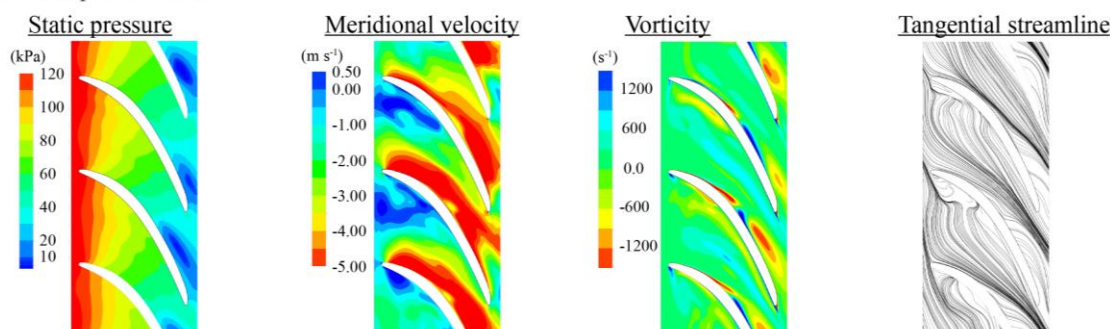 Static pressure
Meridional velocity
Vorticity
Tangential streamline
(kPa)
120
100
80
60
40
20
10
(m s⁻¹)
0.50
0.00
-1.00
-2.00
-3.00
-4.00
-5.00
(s⁻¹)
1200
600
0.0
-600
-1200